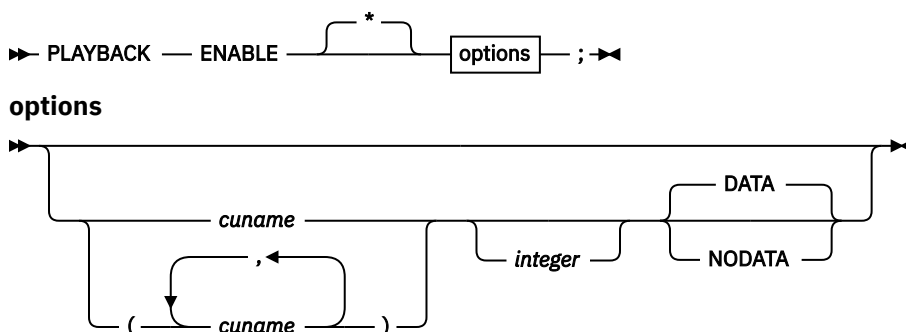 *
PLAYBACK ENABLE options ;
options
DATA
cuname
integer NODATA
,
( cuname )